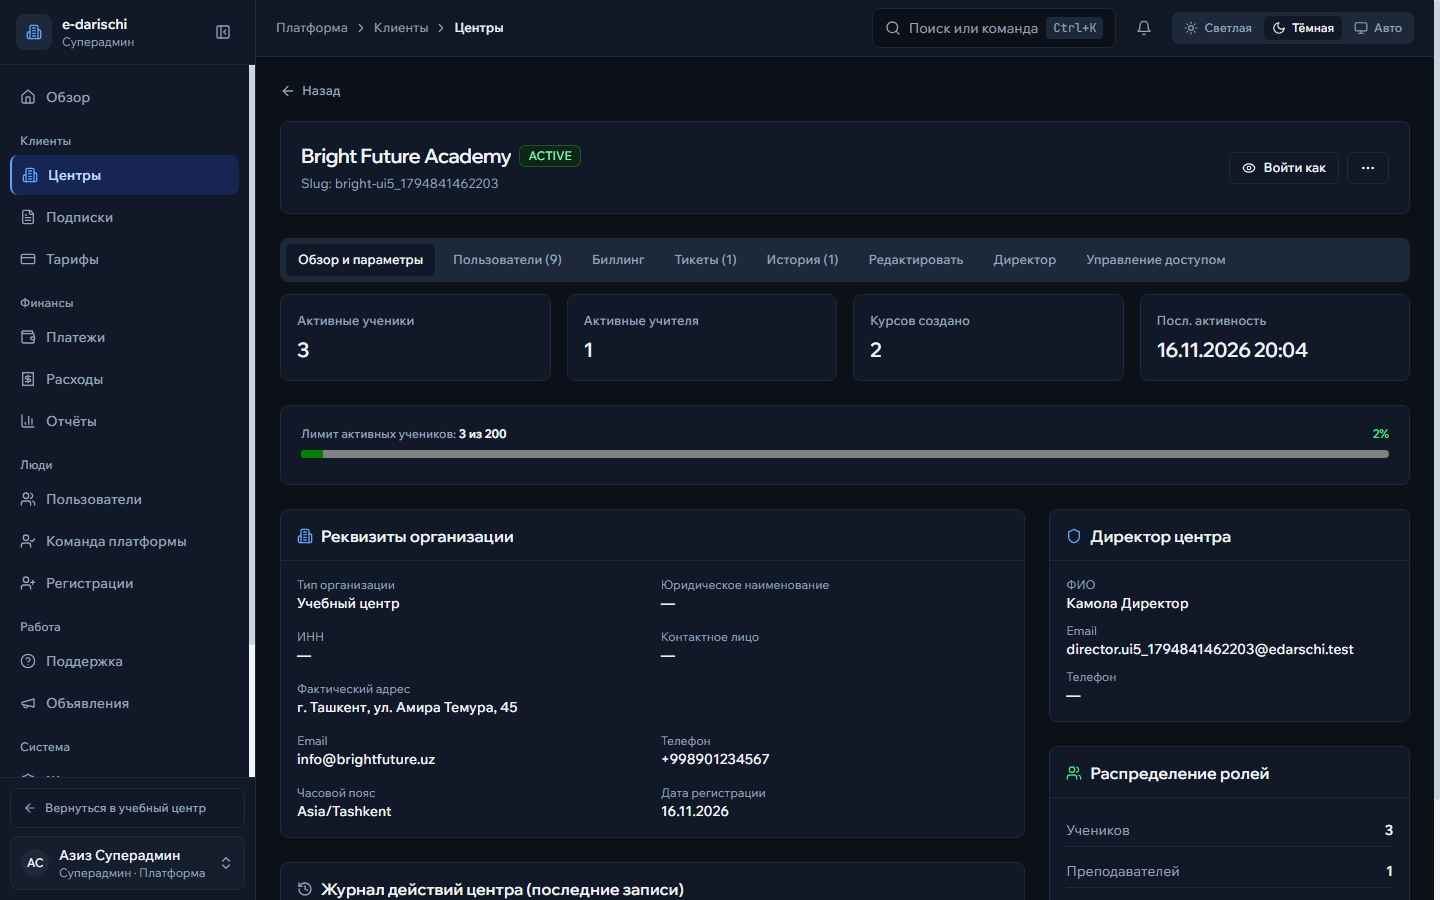 e-darischi
Суперадмин
Обзор
Клиенты
Центры
Подписки
Тарифы
Финансы
Платежи
Расходы
Отчёты
Люди
Пользователи
Команда платформы
Регистрации
Работа
Поддержка
Объявления
Система
Вернуться в учебный центр
AC
Азиз Суперадмин
Суперадмин · Платформа
Платформа > Клиенты > Центры
Поиск или команда Ctrl+K
Светлая Тёмная Авто
Назад
Bright Future Academy ACTIVE
Slug: bright-ui5_1794841462203
Войти как
Обзор и параметры Пользователи (9) Биллинг Тикеты (1) История (1) Редактировать Директор Управление доступом
Активные ученики
3
Активные учителя
1
Курсов создано
2
Посл. активность
16.11.2026 20:04
Лимит активных учеников: 3 из 200 2%
Реквизиты организации
Тип организации
Учебный центр
Юридическое наименование
—
ИНН
—
Контактное лицо
—
Фактический адрес
г. Ташкент, ул. Амира Темура, 45
Email
info@brightfuture.uz
Телефон
+998901234567
Часовой пояс
Asia/Tashkent
Дата регистрации
16.11.2026
Журнал действий центра (последние записи)
Директор центра
ФИО
Камола Директор
Email
director.ui5_1794841462203@edarschi.test
Телефон
—
Распределение ролей
Учеников 3
Преподавателей 1